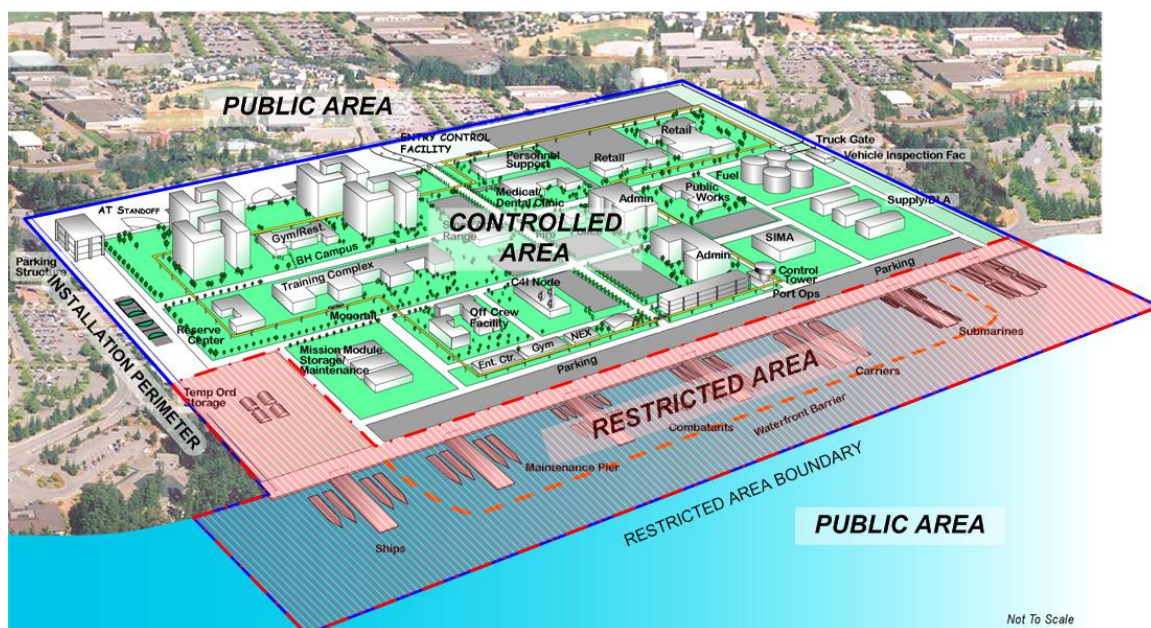 PUBLIC AREA
ENTRY CONTROL
FACILITY
Retail
Personnel
Support
Retail
Truck Gate
Vehicle Inspection Fac
Fuel
Medical/
Dental Clinic
Admin
Public
Works
Supply/DLA
AT STANDOFF
CONTROLLED
AREA
Range
Gym/Rest.
BH Campus
SIMA
Admin
Parking
Structure
Training Complex
C4I Node
Control
Tower
Parking
Port Ops
INSTALLATION PERIMETER
Monorail
Off Crew
Facility
Reserve
Center
NEX
Gym
Ent. Ctr.
Submarines
Mission Module
Storage/
Maintenance
Parking
Temp Ord
Storage
RESTRICTED AREA
Carriers
Combatants
Waterfront Barrier
Maintenance Pier
RESTRICTED AREA BOUNDARY
PUBLIC AREA
Ships
Not To Scale